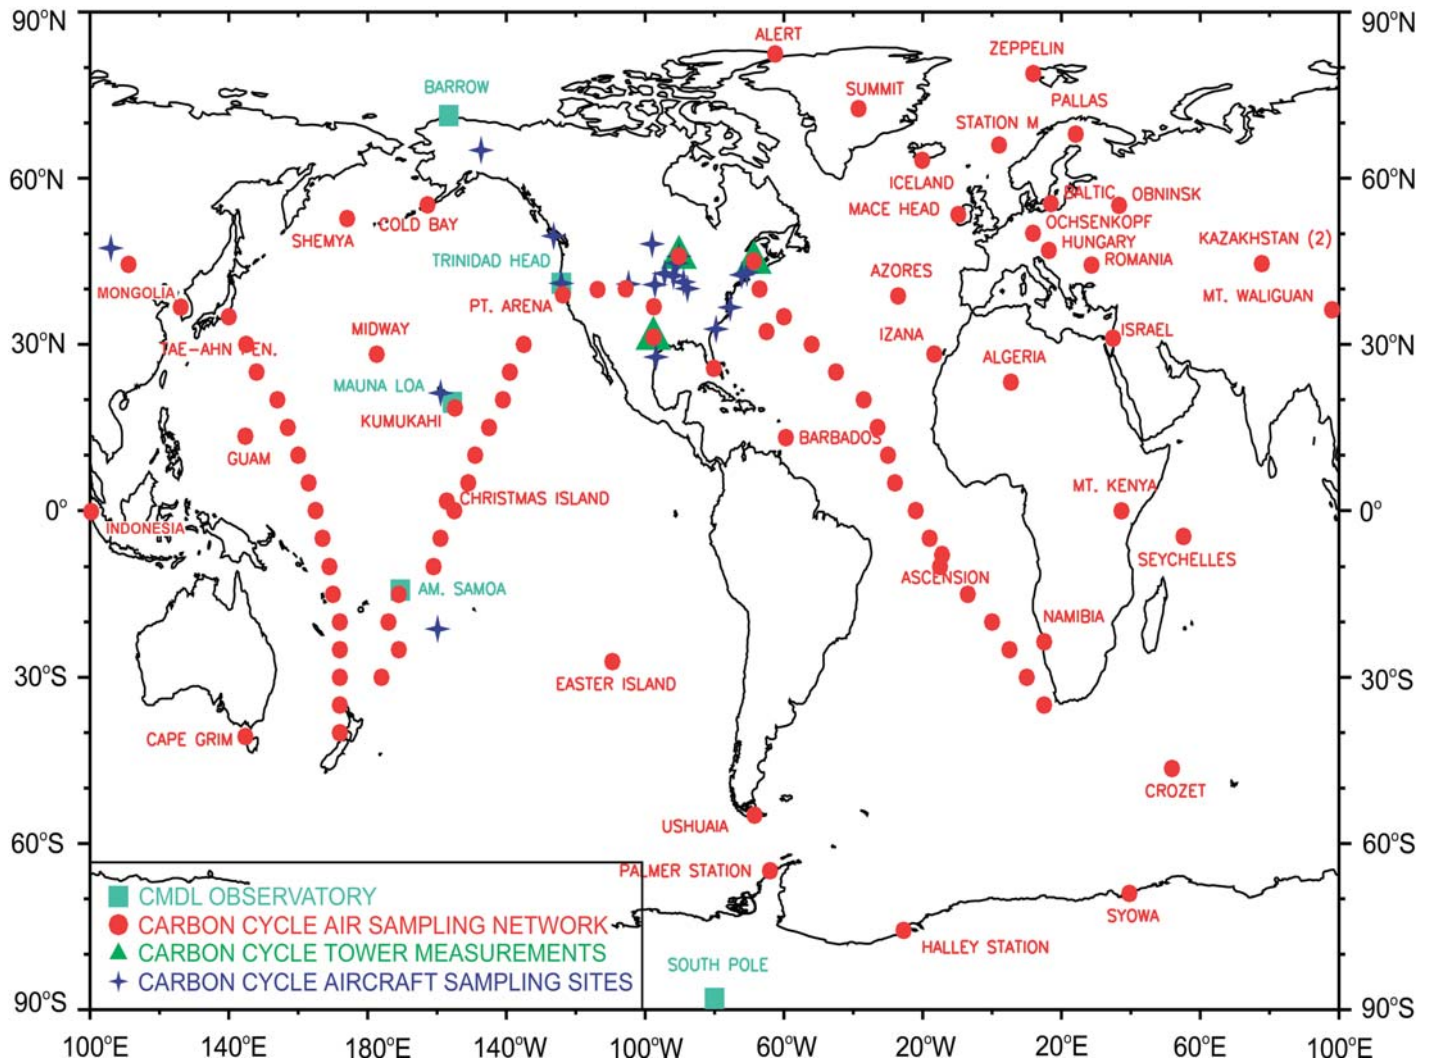 90°N
90°N
ALERT
ZEPPELIN
BARROW
SUMMIT
PALLAS
STATION M
60°N
60°N
ICELAND
BALTIC
OBNINSK
MACE HEAD
COLD BAY
OCHSENKOPF
SHEMYA
HUNGARY
KAZAKHSTAN (2)
TRINIDAD HEAD
ROMANIA
AZORES
MONGOLIA
MT. WALIGUAN
PT. ARENA
MIDWAY
IZANA
ISRAEL
30°N
30°N
TAE-AHN PEN.
ALGERIA
MAUNA LOA
KUMUKAHI
BARBADOS
GUAM
MT. KENYA
CHRISTMAS ISLAND
0°
0°
INDONESIA
SEYCHELLES
ASCENSION
AM. SAMOA
NAMIBIA
30°S
30°S
EASTER ISLAND
CAPE GRIM
CROZET
USHUAIA
60°S
60°S
PALMER STATION
CMDL OBSERVATORY
SYOWA
CARBON CYCLE AIR SAMPLING NETWORK
HALLEY STATION
CARBON CYCLE TOWER MEASUREMENTS
SOUTH POLE
CARBON CYCLE AIRCRAFT SAMPLING SITES
90°S
90°S
100°E 140°E 180°E 140°W 100°W 60°W 20°W 20°E 60°E 100°E